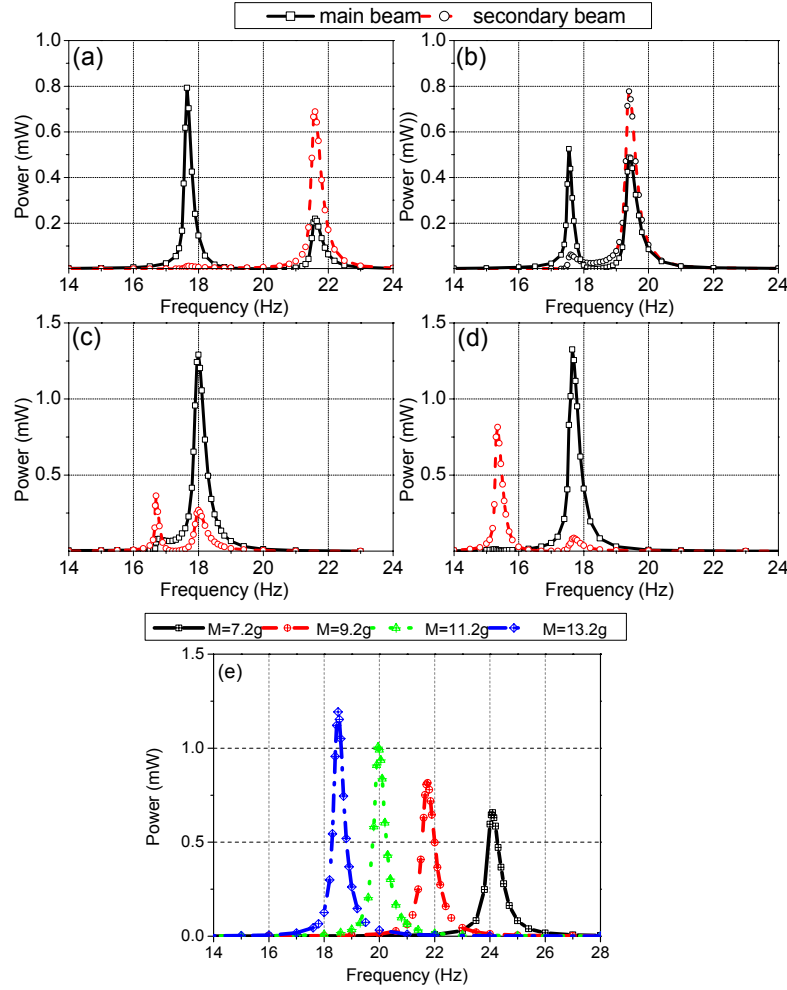 main beam secondary beam
(a) (b)
1.0 1.0
0.8 0.8
0.6 0.6
0.4 0.4
0.2 0.2
Power (mW) Power (mW))
14 16 18 20 22 24 14 16 18 20 22 24
Frequency (Hz) Frequency (Hz)
(c) (d)
1.5 1.5
1.0 1.0
0.5 0.5
Power (mW) Power (mW)
14 16 18 20 22 24 14 16 18 20 22 24
Frequency (Hz) Frequency (Hz)
M=7.2g M=9.2g M=11.2g M=13.2g
(e)
1.5
1.0
0.5
0.0
Power (mW)
14 16 18 20 22 24 26 28
Frequency (Hz)